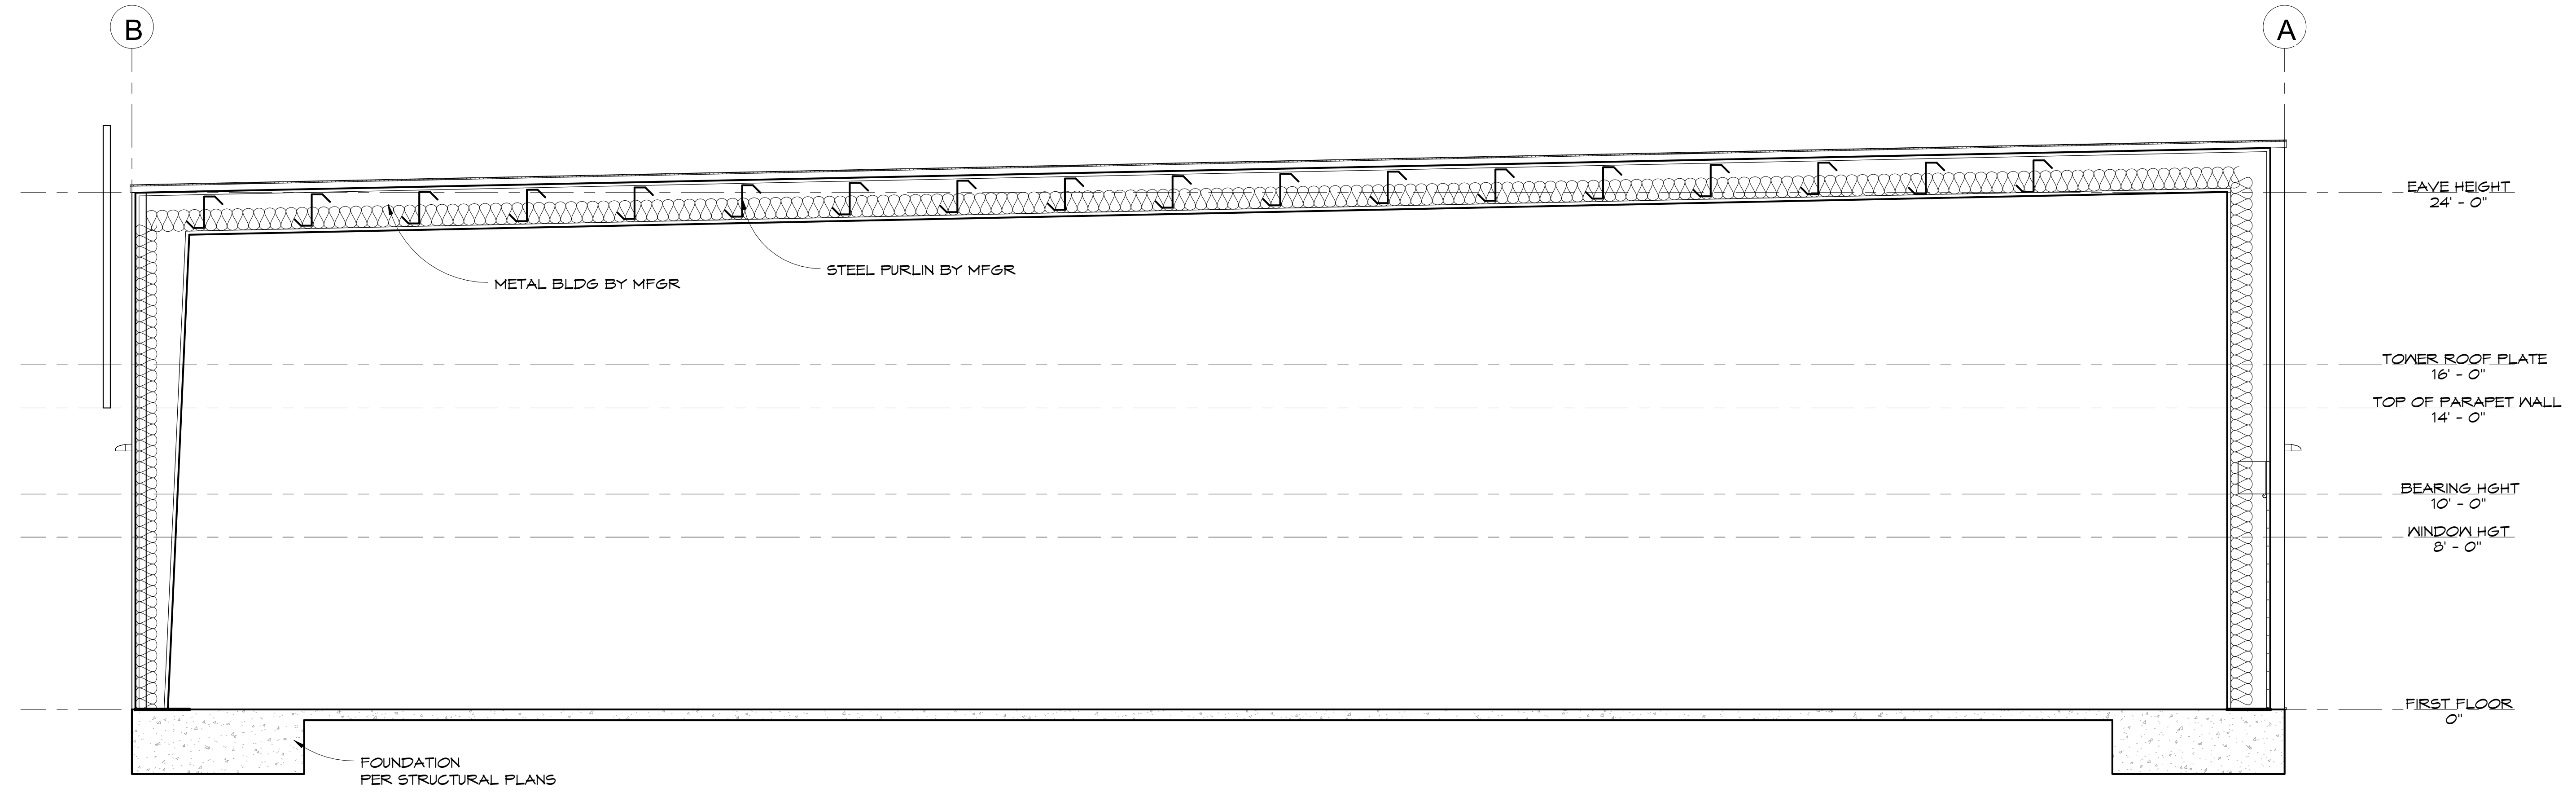 B
A
EAVE HEIGHT
24' - 0"
STEEL PURLIN BY MFGR
METAL BLDG BY MFGR
TOWER ROOF PLATE
16' - 0"
TOP OF PARAPET WALL
14' - 0"
BEARING HGHT
10' - 0"
WINDOW HGT
8' - 0"
FIRST FLOOR
0"
FOUNDATION
PER STRUCTURAL PLANS